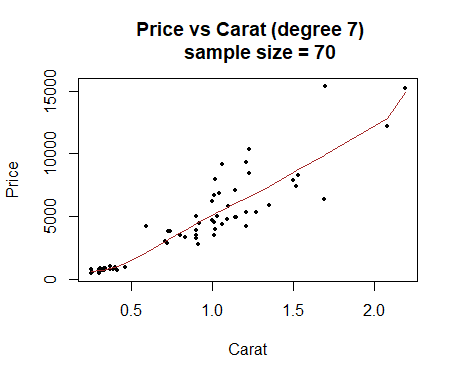 Price vs Carat (degree 7)
sample size = 70
Price
15000
10000
5000
0
0.5 1.0 1.5 2.0
Carat